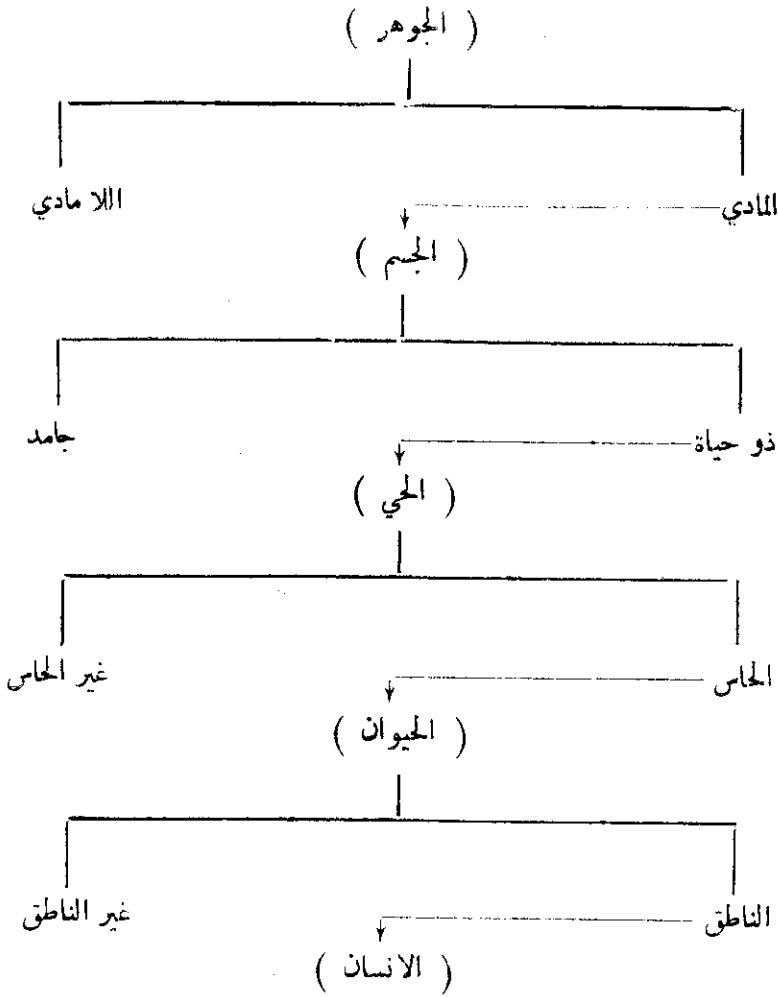 ( الجوهر )
المادي اللا مادي
( الجسم )
ذو حياة جامد
( الحي )
الحاس غير الحاس
( الحيوان )
الناطق غير الناطق
( الانسان )